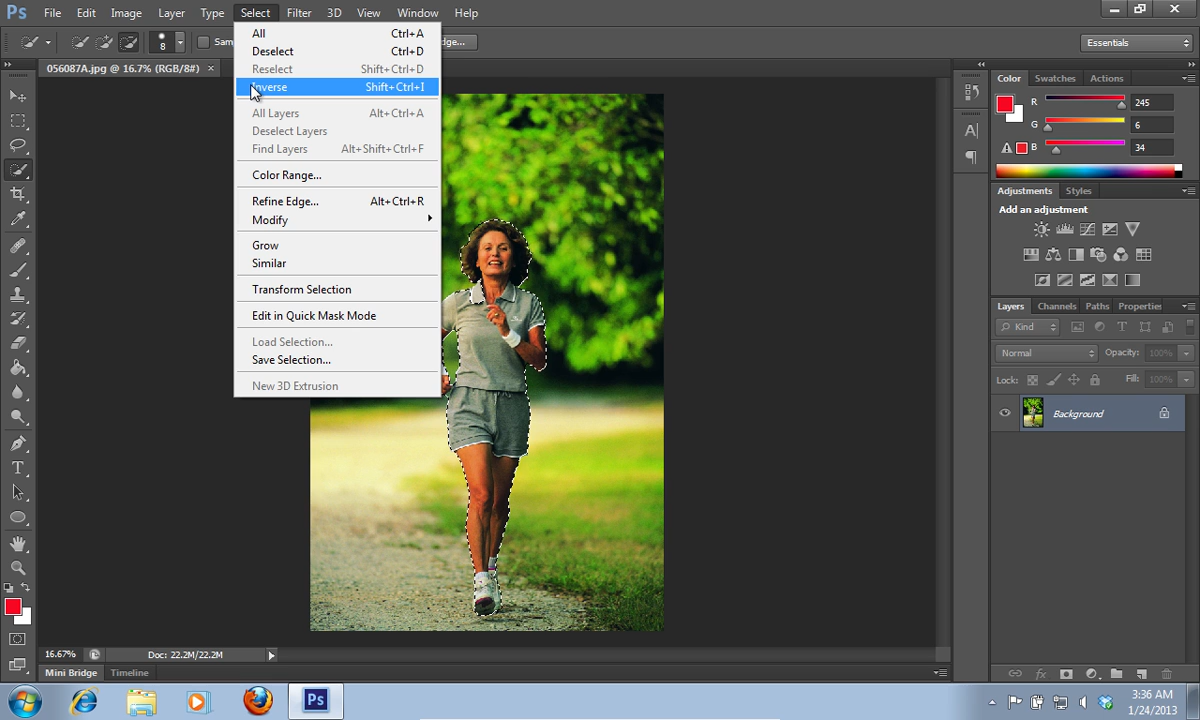 Ps File Edit Image Layer Type Select Filter 3D View Window Help
8 Sam dge... Essentials
056087A.jpg @ 16.7% (RGB/8#) ×
All Ctrl+A
Deselect Ctrl+D
Reselect Shift+Ctrl+D
Inverse Shift+Ctrl+I
All Layers Alt+Ctrl+A
Deselect Layers
Find Layers Alt+Shift+Ctrl+F
Color Range...
Refine Edge... Alt+Ctrl+R
Modify
Grow
Similar
Transform Selection
Edit in Quick Mask Mode
Load Selection...
Save Selection...
New 3D Extrusion
Color Swatches Actions
R 245
G 6
B 34
Adjustments Styles
Add an adjustment
Layers Channels Paths Properties
Kind
Normal Opacity: 100%
Lock: Fill: 100%
Background
16.67% Doc: 22.2M/22.2M
Mini Bridge Timeline
Ps
3:36 AM
1/24/2013